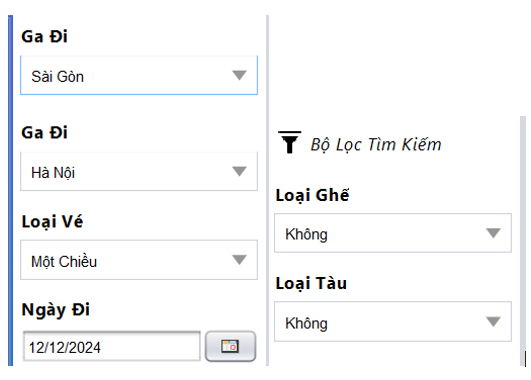 Ga Đi
Sài Gòn
Ga Đi
Hà Nội
Loại Vé
Một Chiều
Ngày Đi
12/12/2024
Bộ Lọc Tìm Kiếm
Loại Ghế
Không
Loại Tàu
Không